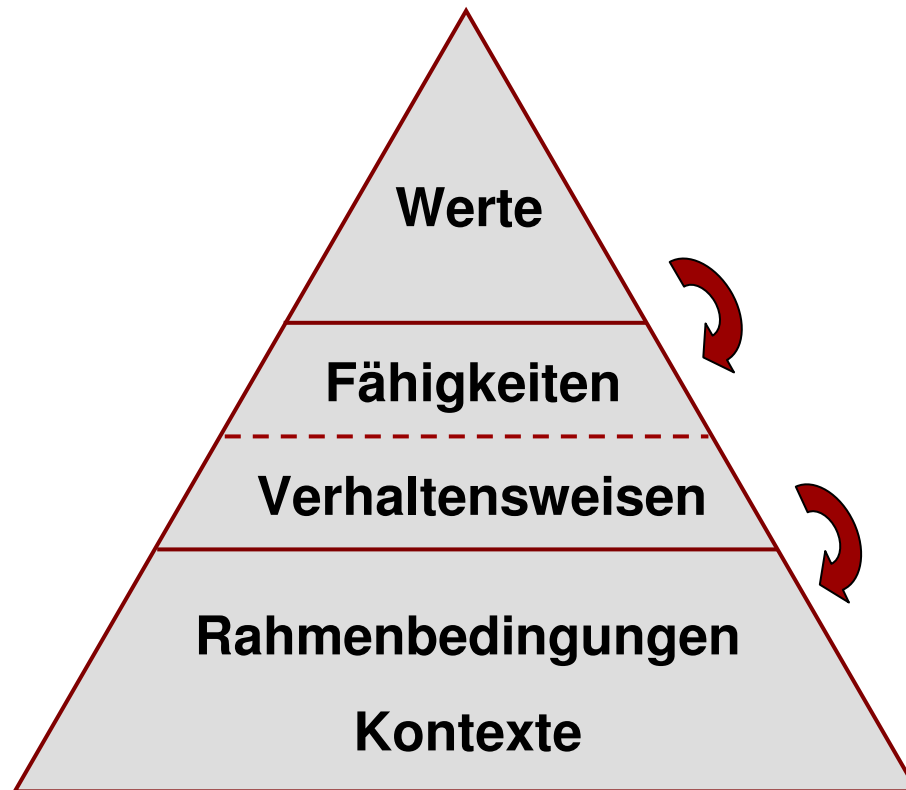 Werte
Fähigkeiten
Verhaltensweisen
Rahmenbedingungen
Kontexte